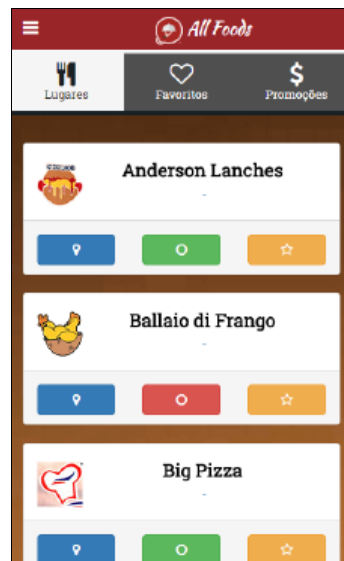 All Foods
Lugares
Favoritos
Promoções
Anderson Lanches
-
Ballaio di Frango
-
Big Pizza
-